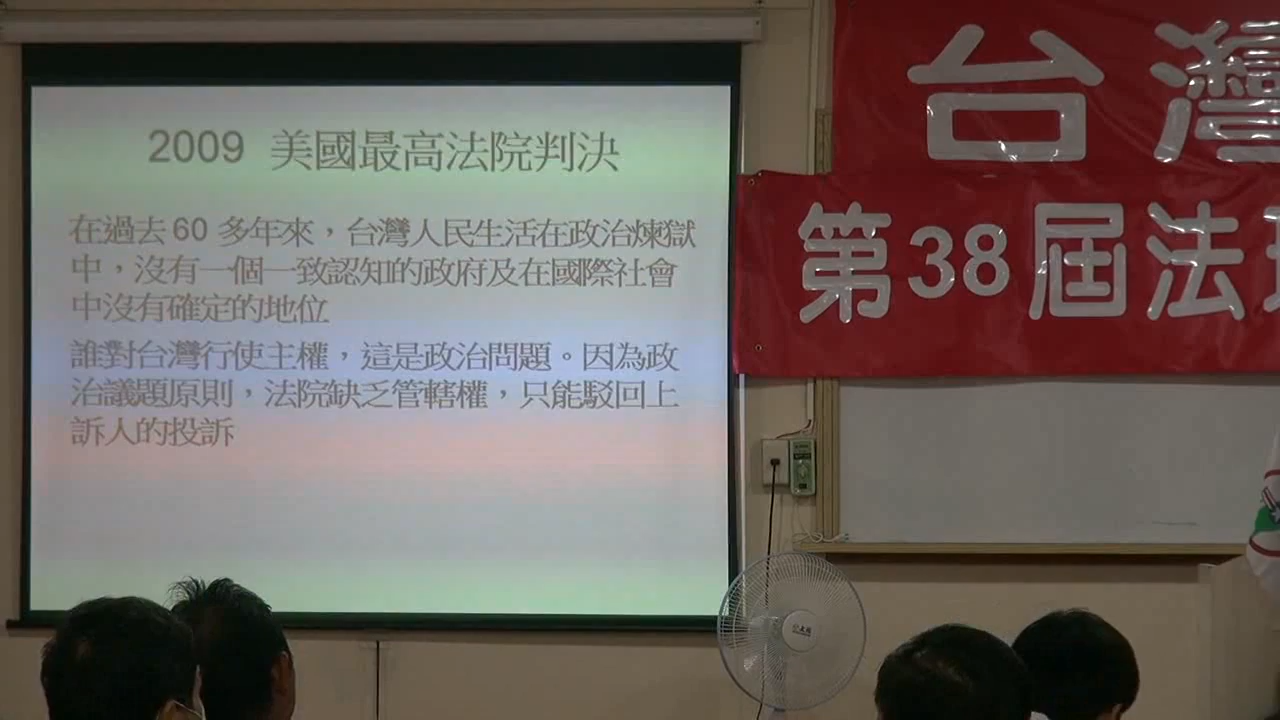 2009 美國最高法院判決
在過去 60 多年來，台灣人民生活在政治煉獄
中，沒有一個一致認知的政府及在國際社會
中沒有確定的地位
誰對台灣行使主權，這是政治問題。因為政
治議題原則，法院缺乏管轄權，只能駁回上
訴人的投訴
台灣
第38屆法